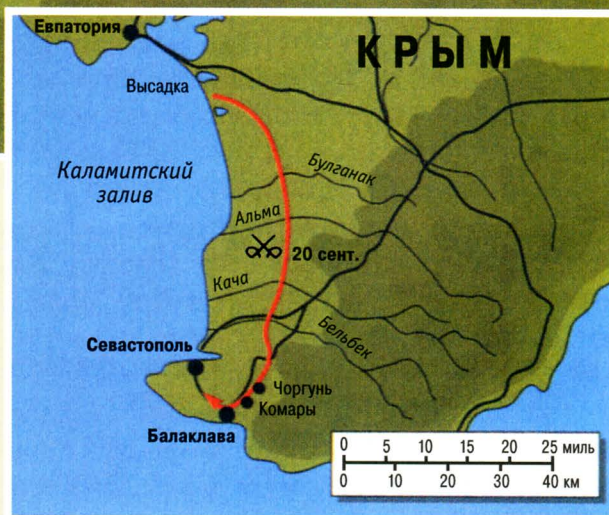 Евпатория
КРЫМ
Высадка
Каламитский
залив
Булганак
Альма
20 сент.
Кача
Бельбек
Севастополь
Чоргунь
Комары
Балаклава
0 5 10 15 20 25 миль
0 10 20 30 40 км